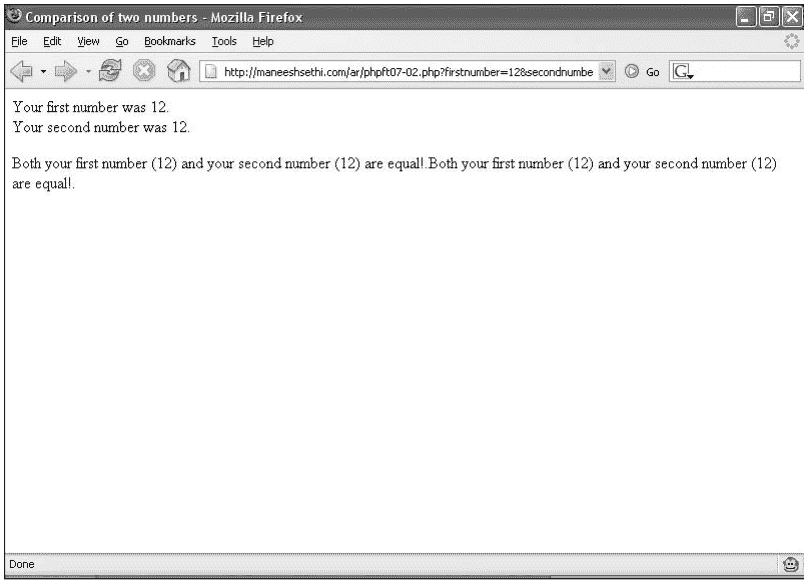 Comparison of two numbers - Mozilla Firefox
File Edit View Go Bookmarks Tools Help
http://maneeshsethi.com/ar/phpft07-02.php?firstnumber=12&secondnumbe Go G
Your first number was 12.
Your second number was 12.
Both your first number (12) and your second number (12) are equal!.Both your first number (12) and your second number (12)
are equal!.
Done